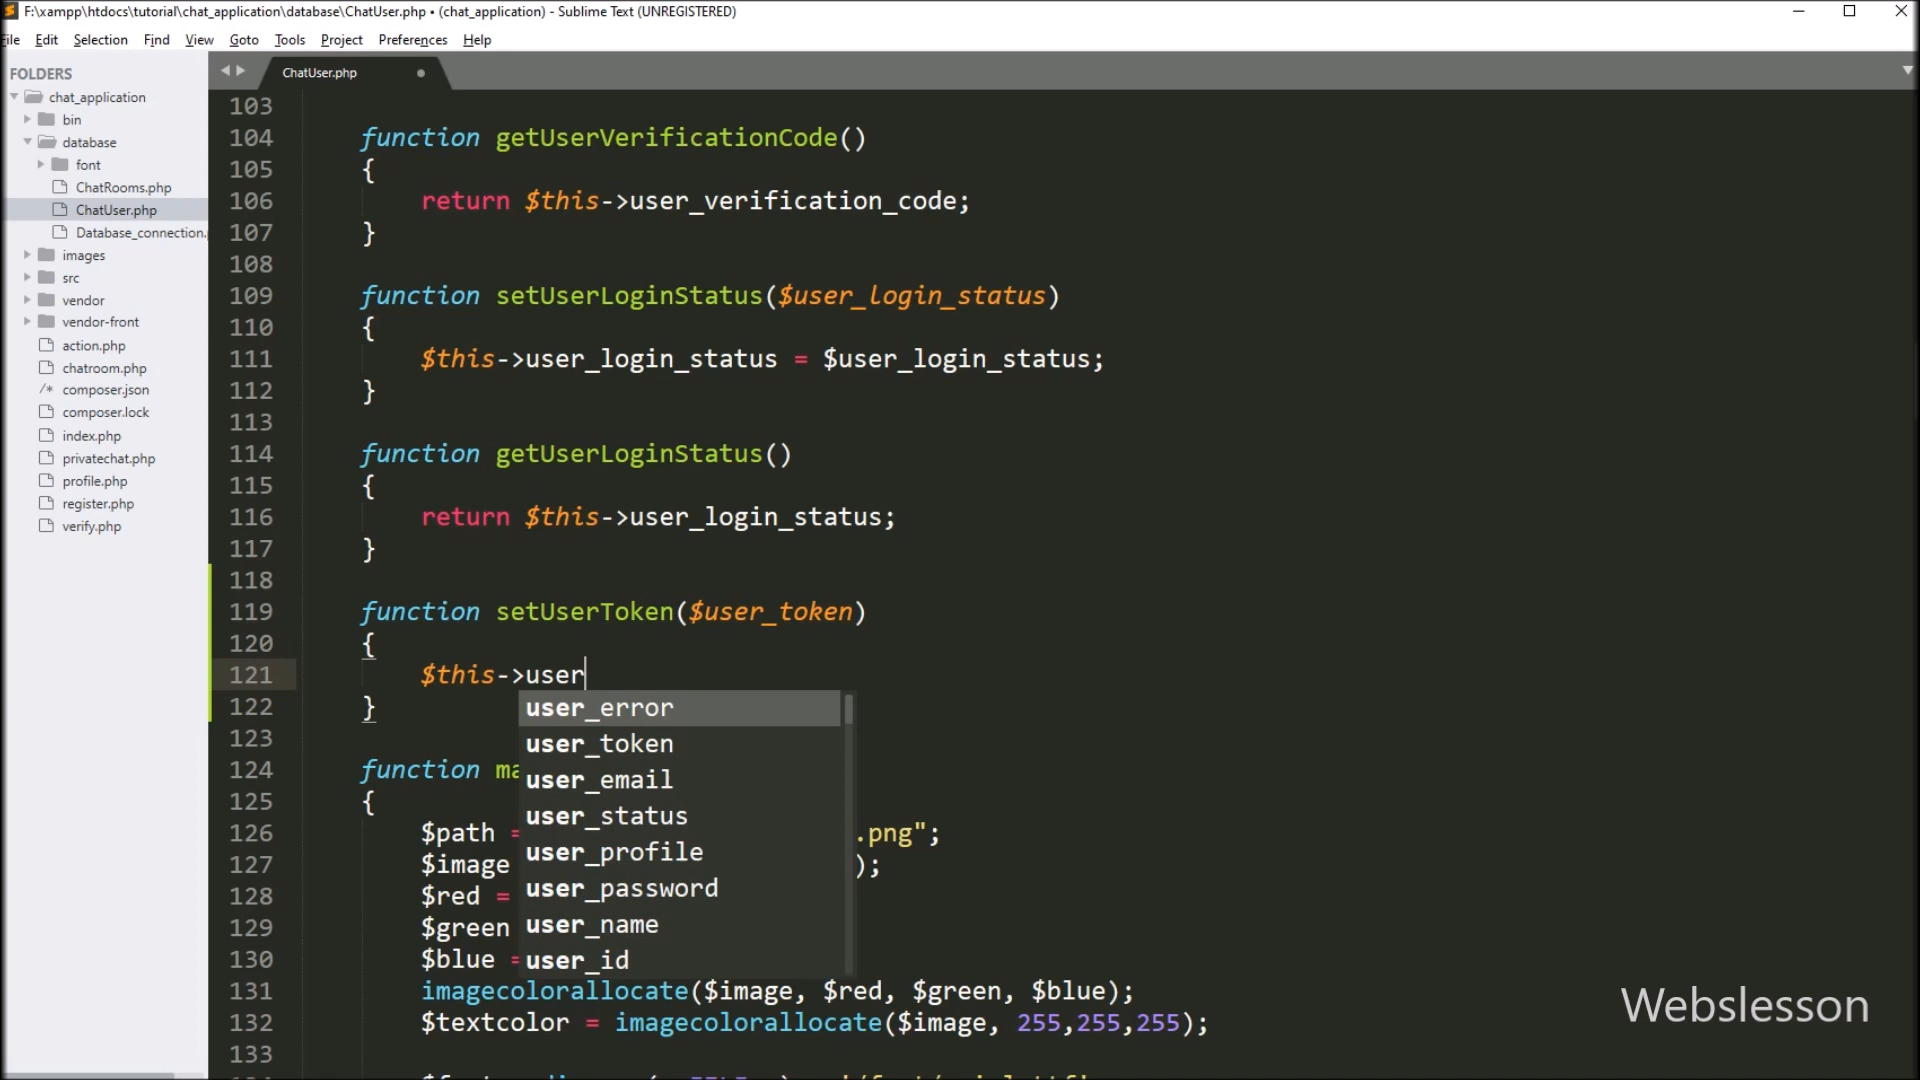 F:\xampp\htdocs\tutorial\chat_application\database\ChatUser.php • (chat_application) - Sublime Text (UNREGISTERED)
File Edit Selection Find View Goto Tools Project Preferences Help
FOLDERS
chat_application
bin
database
font
ChatRooms.php
ChatUser.php
Database_connection.
images
src
vendor
vendor-front
action.php
chatroom.php
/* composer.json
composer.lock
index.php
privatechat.php
profile.php
register.php
verify.php
ChatUser.php
103
104 function getUserVerificationCode()
105 {
106 return $this->user_verification_code;
107 }
108
109 function setUserLoginStatus($user_login_status)
110 {
111 $this->user_login_status = $user_login_status;
112 }
113
114 function getUserLoginStatus()
115 {
116 return $this->user_login_status;
117 }
118
119 function setUserToken($user_token)
120 {
121 $this->user
122 }
123
124 function ma
125 {
126 $path = .png";
127 $image );
128 $red =
129 $green
130 $blue =
131 imagecolorallocate($image, $red, $green, $blue);
132 $textcolor = imagecolorallocate($image, 255,255,255);
133
user_error
user_token
user_email
user_status
user_profile
user_password
user_name
user_id
Webslesson